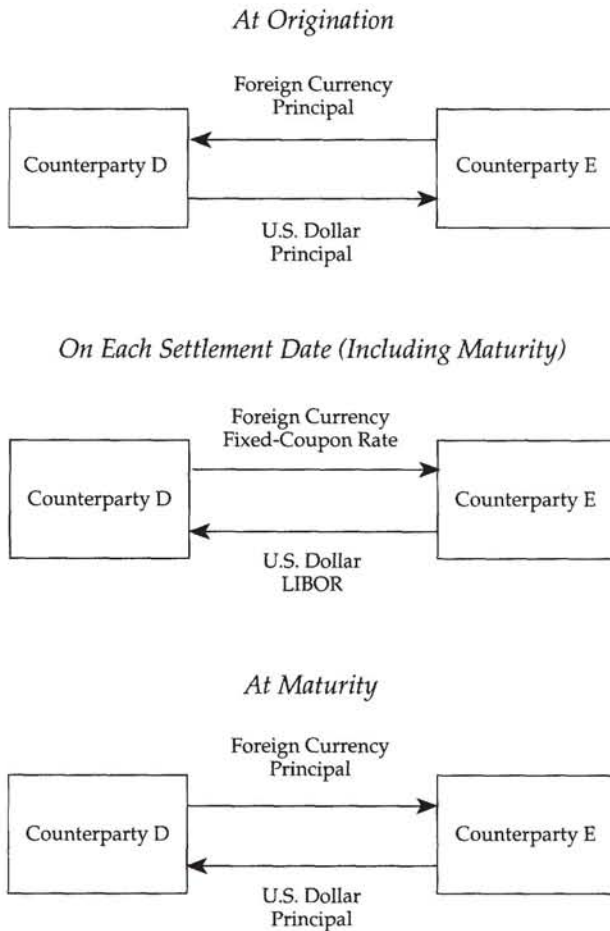 At Origination
Foreign Currency
Principal
Counterparty D
Counterparty E
U.S. Dollar
Principal
On Each Settlement Date (Including Maturity)
Foreign Currency
Fixed-Coupon Rate
Counterparty D
Counterparty E
U.S. Dollar
LIBOR
At Maturity
Foreign Currency
Principal
Counterparty D
Counterparty E
U.S. Dollar
Principal